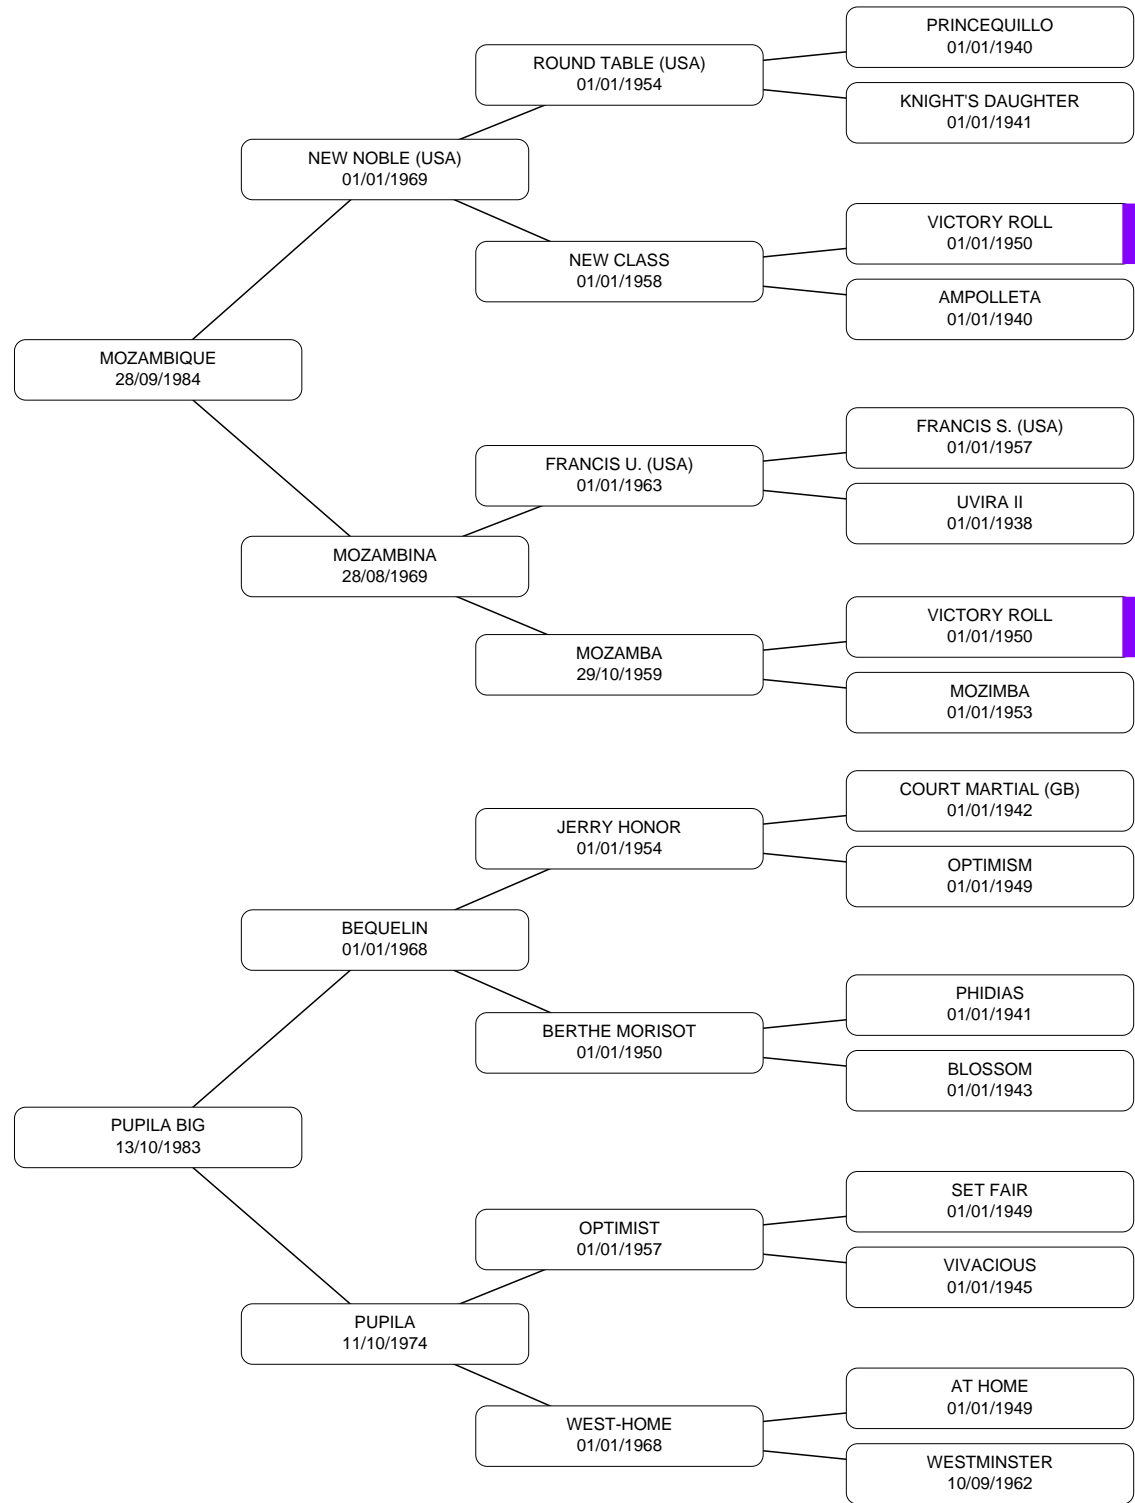 PRINCEQUILLO
01/01/1940
ROUND TABLE (USA)
01/01/1954
KNIGHT'S DAUGHTER
01/01/1941
NEW NOBLE (USA)
01/01/1969
VICTORY ROLL
01/01/1950
NEW CLASS
01/01/1958
AMPOLLETA
01/01/1940
MOZAMBIQUE
28/09/1984
FRANCIS S. (USA)
01/01/1957
FRANCIS U. (USA)
01/01/1963
UVIRA II
01/01/1938
MOZAMBINA
28/08/1969
VICTORY ROLL
01/01/1950
MOZAMBA
29/10/1959
MOZIMBA
01/01/1953
COURT MARTIAL (GB)
01/01/1942
JERRY HONOR
01/01/1954
OPTIMISM
01/01/1949
BEQUELIN
01/01/1968
PHIDIAS
01/01/1941
BERTHE MORISOT
01/01/1950
BLOSSOM
01/01/1943
PUPILA BIG
13/10/1983
SET FAIR
01/01/1949
OPTIMIST
01/01/1957
VIVACIOUS
01/01/1945
PUPILA
11/10/1974
AT HOME
01/01/1949
WEST-HOME
01/01/1968
WESTMINSTER
10/09/1962